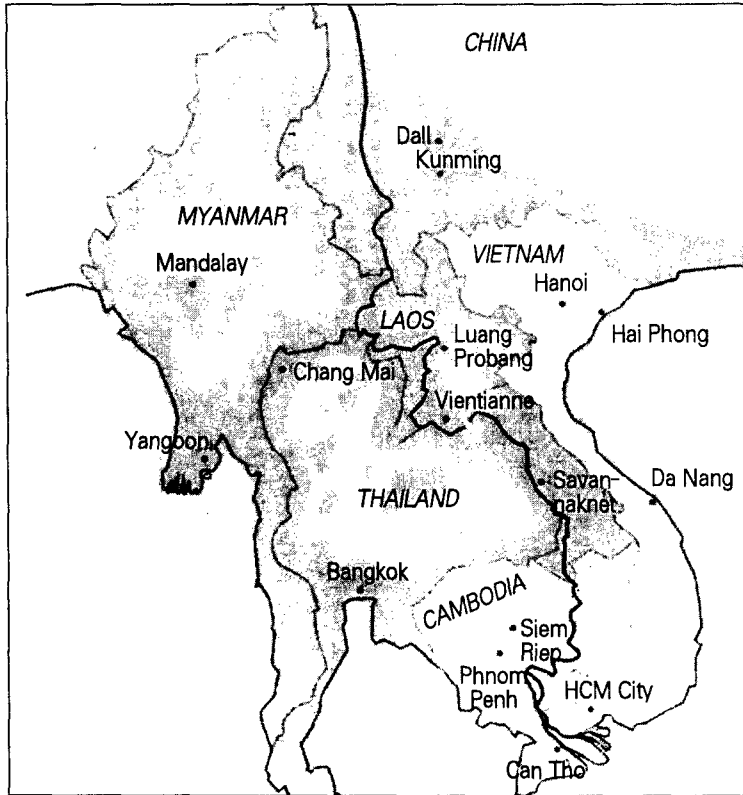 CHINA
Dall
Kunming
MYANMAR
Mandalay
VIETNAM
Hanoi
Hai Phong
LAOS
Luang
Probang
Chang Mai
Vientianne
Yangoon
Savan-
naknet
Da Nang
THAILAND
Bangkok
CAMBODIA
Siem
Riep
Phnom
Penh
HCM City
Can Tho